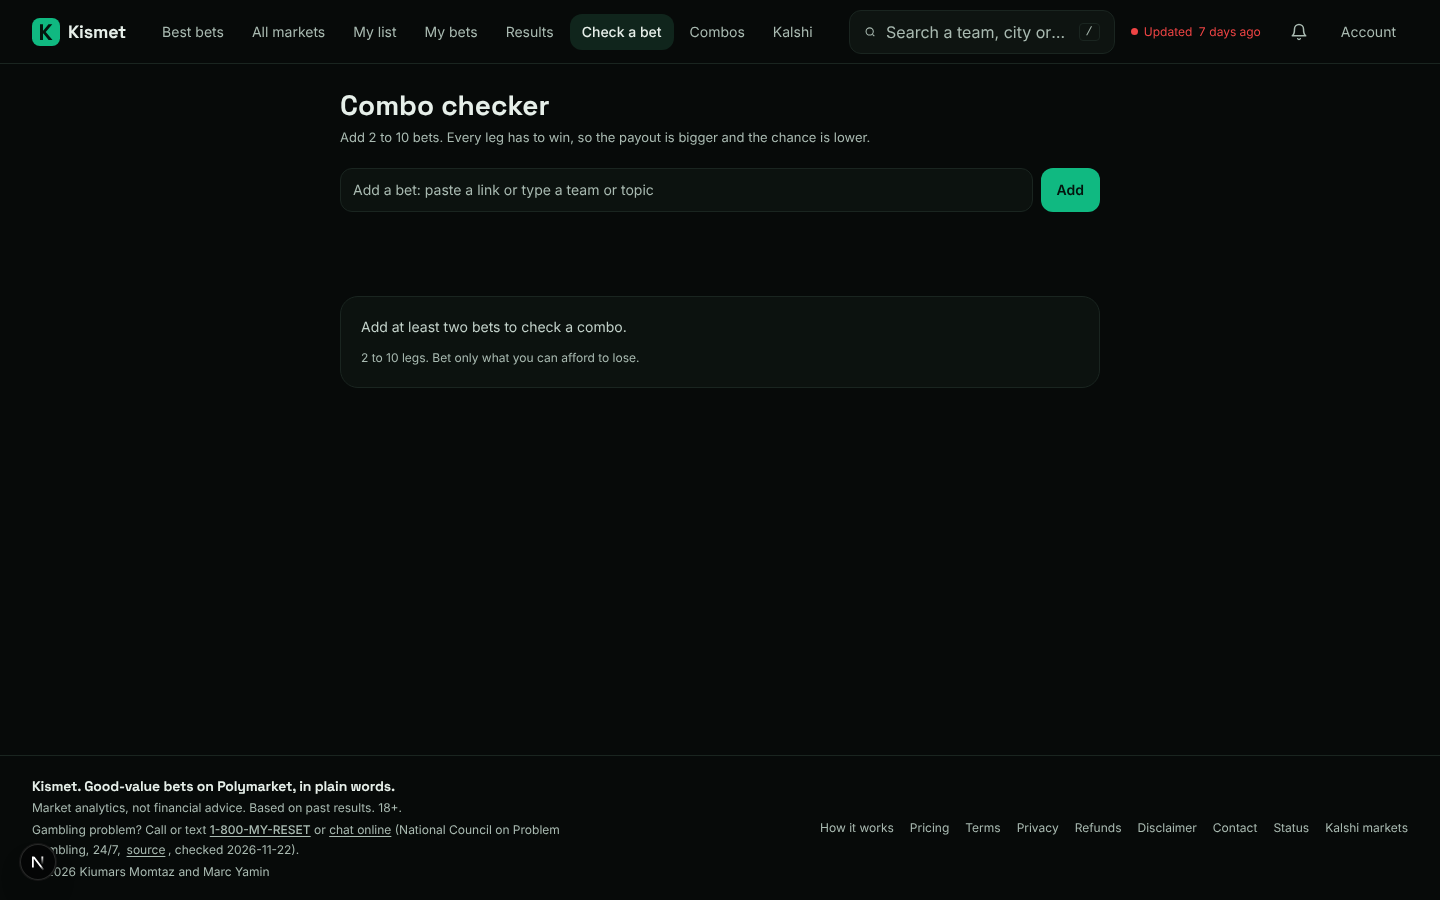 K Kismet Best bets All markets My list My bets Results Check a bet Combos Kalshi Search a team, city or... / Updated 7 days ago Account
Combo checker
Add 2 to 10 bets. Every leg has to win, so the payout is bigger and the chance is lower.
Add a bet: paste a link or type a team or topic Add
Add at least two bets to check a combo.
2 to 10 legs. Bet only what you can afford to lose.
Kismet. Good-value bets on Polymarket, in plain words.
Market analytics, not financial advice. Based on past results. 18+.
Gambling problem? Call or text 1-800-MY-RESET or chat online (National Council on Problem
mbling, 24/7, source , checked 2026-11-22).
026 Kiumars Momtaz and Marc Yamin
N
How it works Pricing Terms Privacy Refunds Disclaimer Contact Status Kalshi markets